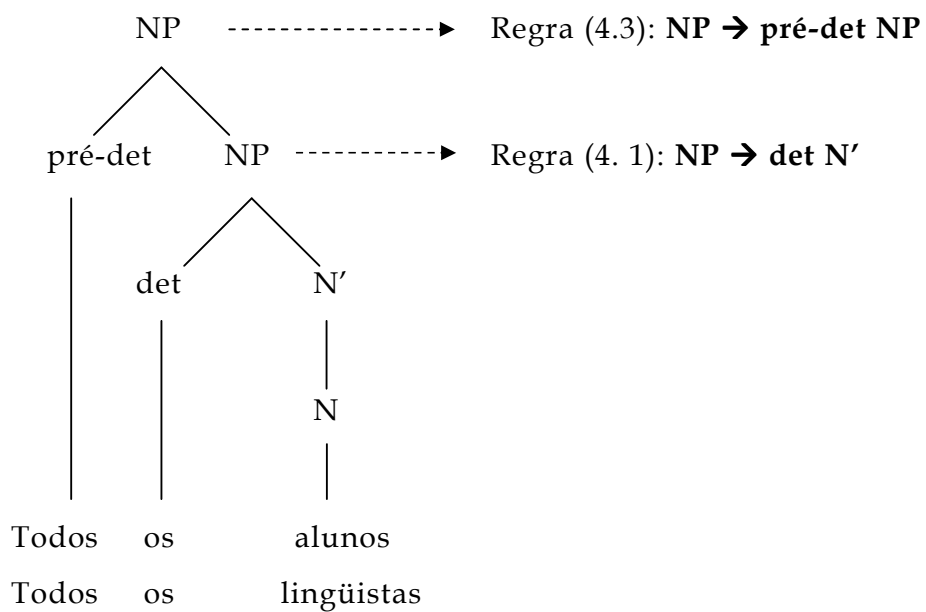 NP Regra (4.3): NP → pré-det NP
pré-det NP Regra (4. 1): NP → det N’
det N’
N
Todos os alunos
Todos os lingüistas